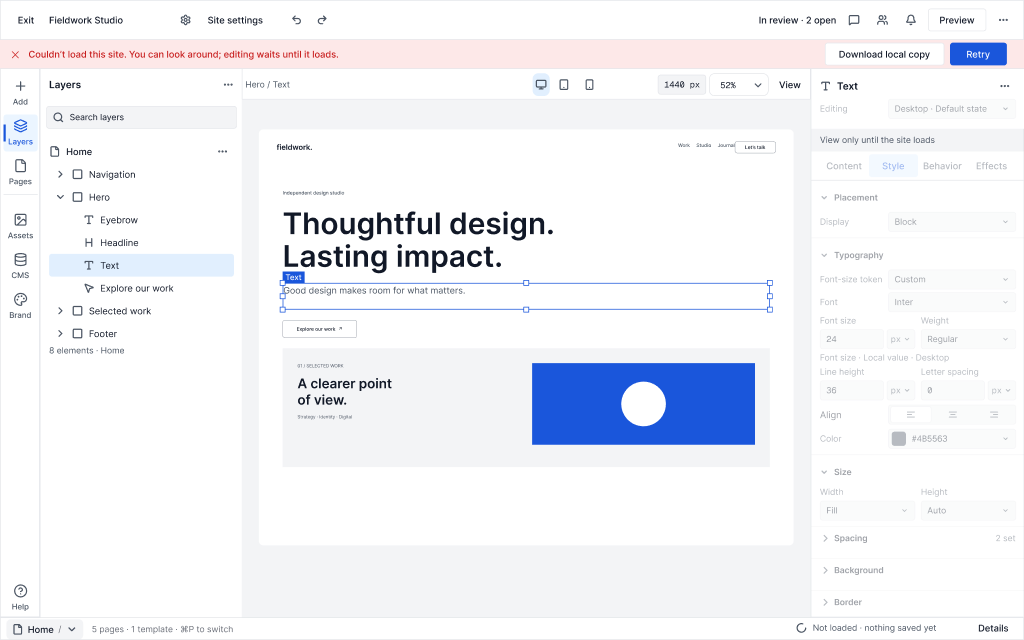 Exit Fieldwork Studio Site settings In review · 2 open Preview
Couldn't load this site. You can look around; editing waits until it loads. Download local copy Retry
Add
Layers
Pages
Assets
CMS
Brand
Help
Layers
Search layers
Home
Navigation
Hero
Eyebrow
Headline
Text
Explore our work
Selected work
Footer
8 elements · Home
Hero / Text 1440 px 52% View
fieldwork. Work Studio Journal Let's talk
Independent design studio
Thoughtful design.
Lasting impact.
Text
Good design makes room for what matters.
Explore our work ↗
01 / SELECTED WORK
A clearer point
of view.
Strategy · Identity · Digital
Text
Editing Desktop · Default state
View only until the site loads
Content Style Behavior Effects
Placement
Display Block
Typography
Font-size token Custom
Font Inter
Font size Weight
24 px Regular
Font size · Local value · Desktop
Line height Letter spacing
36 px 0 px
Align
Color #485563
Size
Width Height
Fill Auto
Spacing 2 set
Background
Border
Home / 5 pages · 1 template · ⌘P to switch Not loaded · nothing saved yet Details